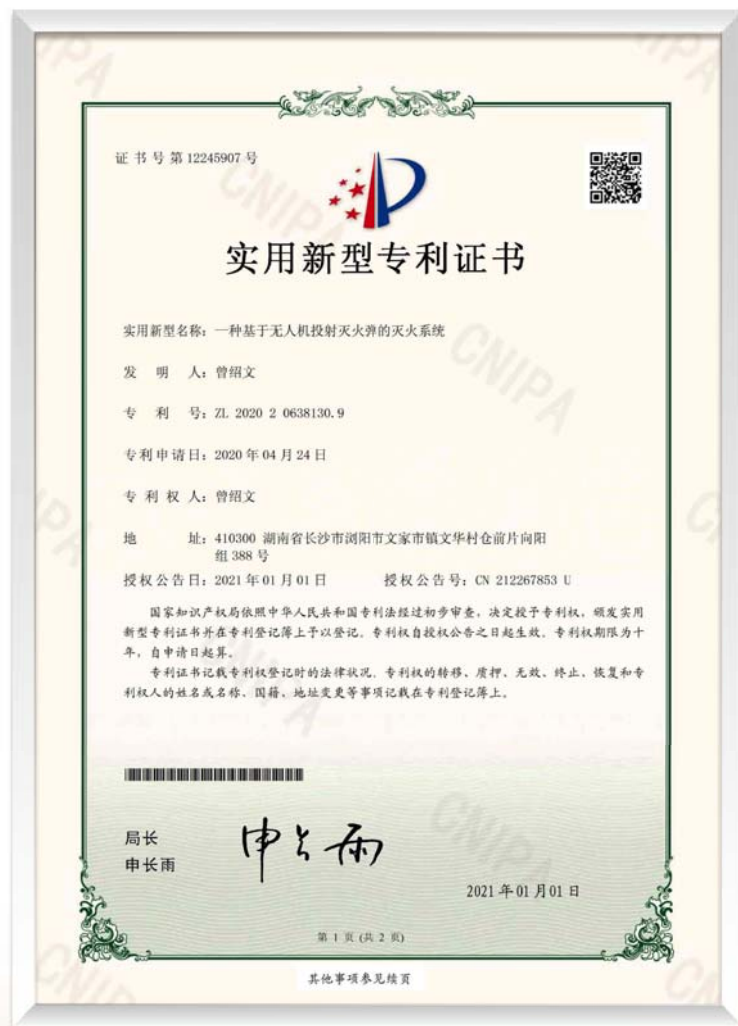 证书号第12245907号
实用新型专利证书
实用新型名称：一种基于无人机投射灭火弹的灭火系统
发 明 人：曾绍文
专 利 号：ZL 2020 2 0638130.9
专利申请日：2020年04月24日
专 利 权 人：曾绍文
地 址：410300 湖南省长沙市浏阳市文家市镇文华村仓前片向阳
组388号
授权公告日：2021年01月01日 授权公告号：CN 212267853 U
国家知识产权局依照中华人民共和国专利法经过初步审查，决定授予专利权，颁发实用
新型专利证书并在专利登记簿上予以登记。专利权自授权公告之日起生效。专利权期限为十
年，自申请日起算。
专利证书记载专利权登记时的法律状况。专利权的转移、质押、无效、终止、恢复和专
利权人的姓名或名称、国籍、地址变更等事项记载在专利登记簿上。
局长
申长雨
申长雨
2021年01月01日
第 1 页 (共 2 页)
其他事项参见续页
CNIPA
CNIPA
CNIPA
CNIPA